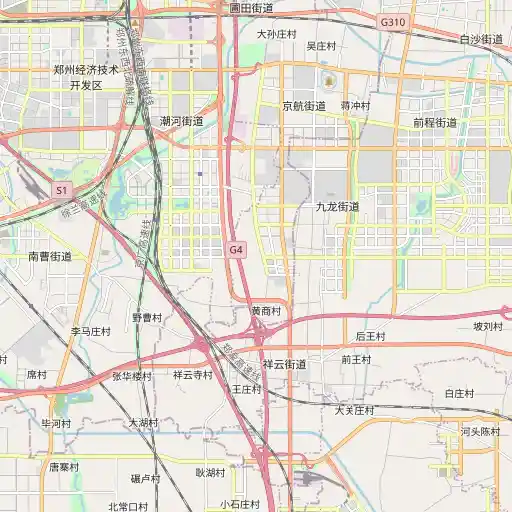 圃田街道
G310
大孙庄村
吴庄村
白沙街道
郑州经济技术
开发区
京航街道
蒋冲村
潮河街道
前程街道
S1
徐兰高速线
九龙街道
G4
南曹街道
黄商村
野曹村
李马庄村
坡刘村
后王村
前王村
祥云街道
席村
张华楼村
祥云寺村
王庄村
白庄村
大关庄村
毕河村
大湖村
河头陈村
唐寨村
碾卢村
耿湖村
北常口村
小石庄村